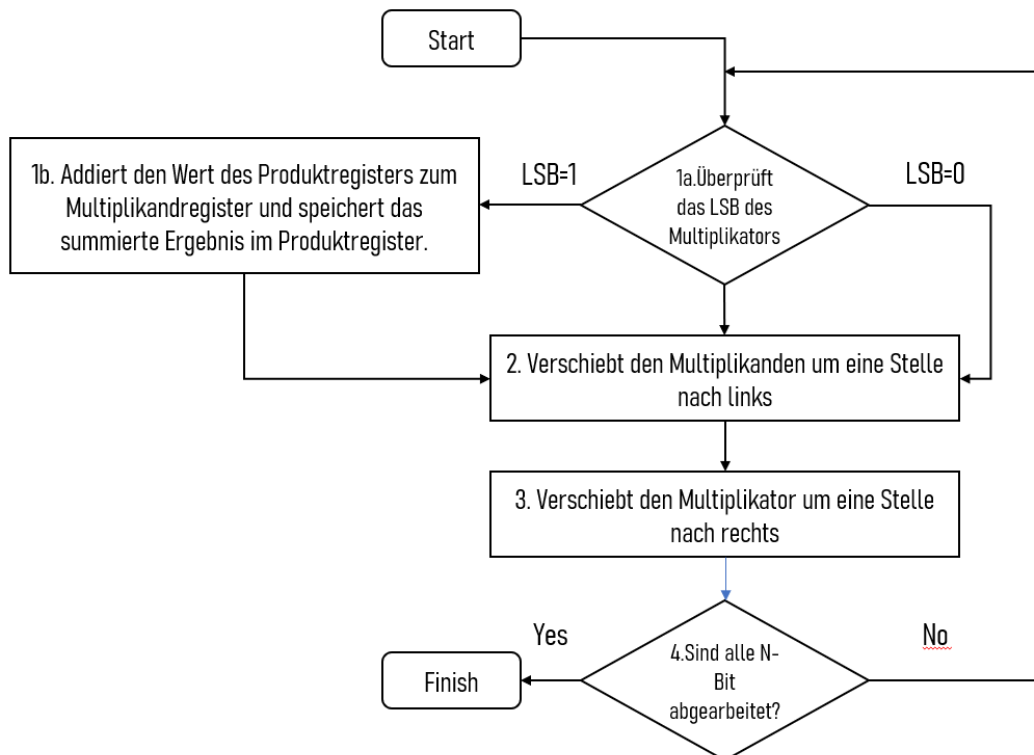 Start
1b. Addiert den Wert des Produktregisters zum
Multiplikandregister und speichert das
summierte Ergebnis im Produktregister.
LSB=1
1a.Überprüft
das LSB des
Multiplikators
LSB=0
2. Verschiebt den Multiplikanden um eine Stelle
nach links
3. Verschiebt den Multiplikator um eine Stelle
nach rechts
Yes
No
4.Sind alle N-
Bit
abgearbeitet?
Finish